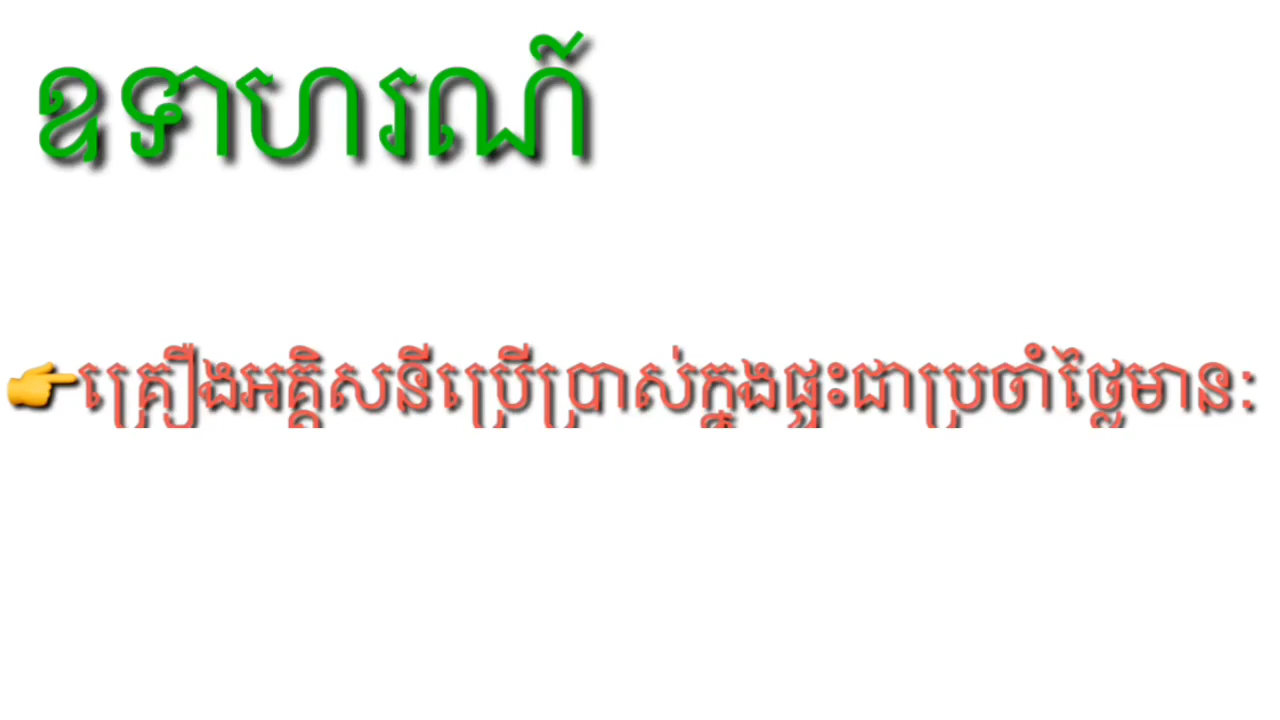 ឧទាហរណ៍
👉គ្រឿងអគ្គិសនីប្រើប្រាស់ក្នុងផ្ទះជាប្រចាំថ្ងៃមានៈ